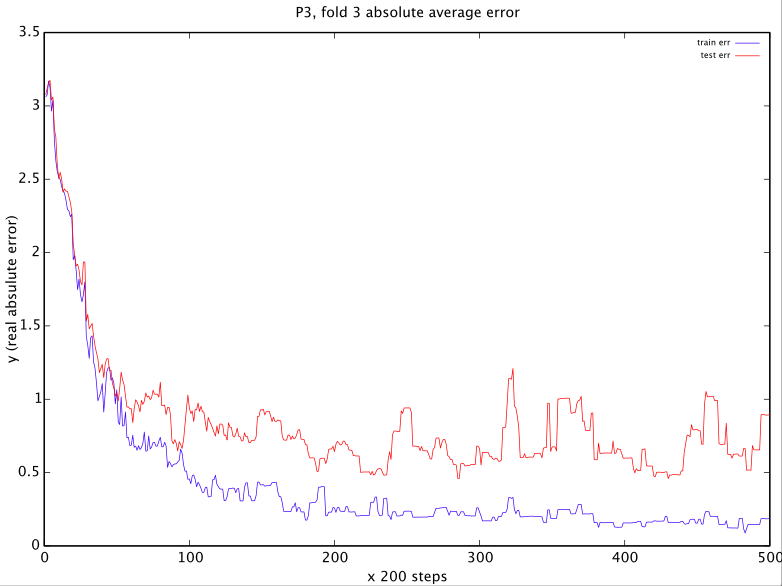 P3, fold 3 absolute average error
train err
test err
3.5
3
2.5
2
1.5
1
0.5
0
y (real absulute error)
0
100
200
300
400
500
x 200 steps